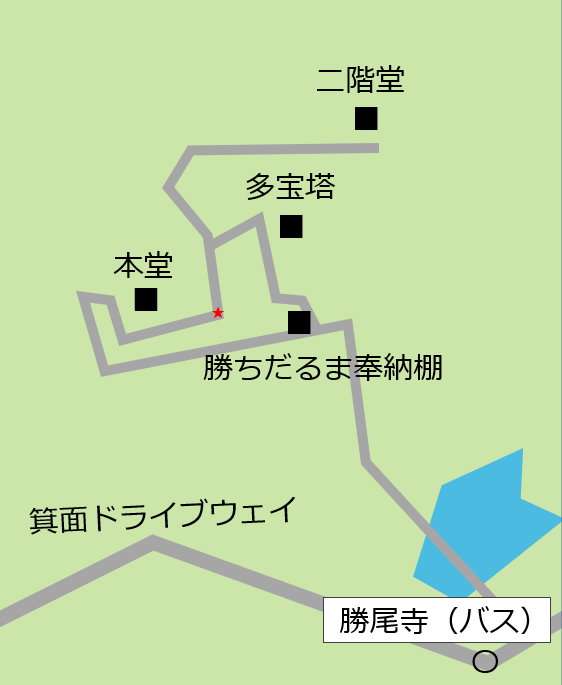 二階堂
多宝塔
本堂
勝ちだるま奉納棚
箕面ドライブウェイ
勝尾寺（バス）